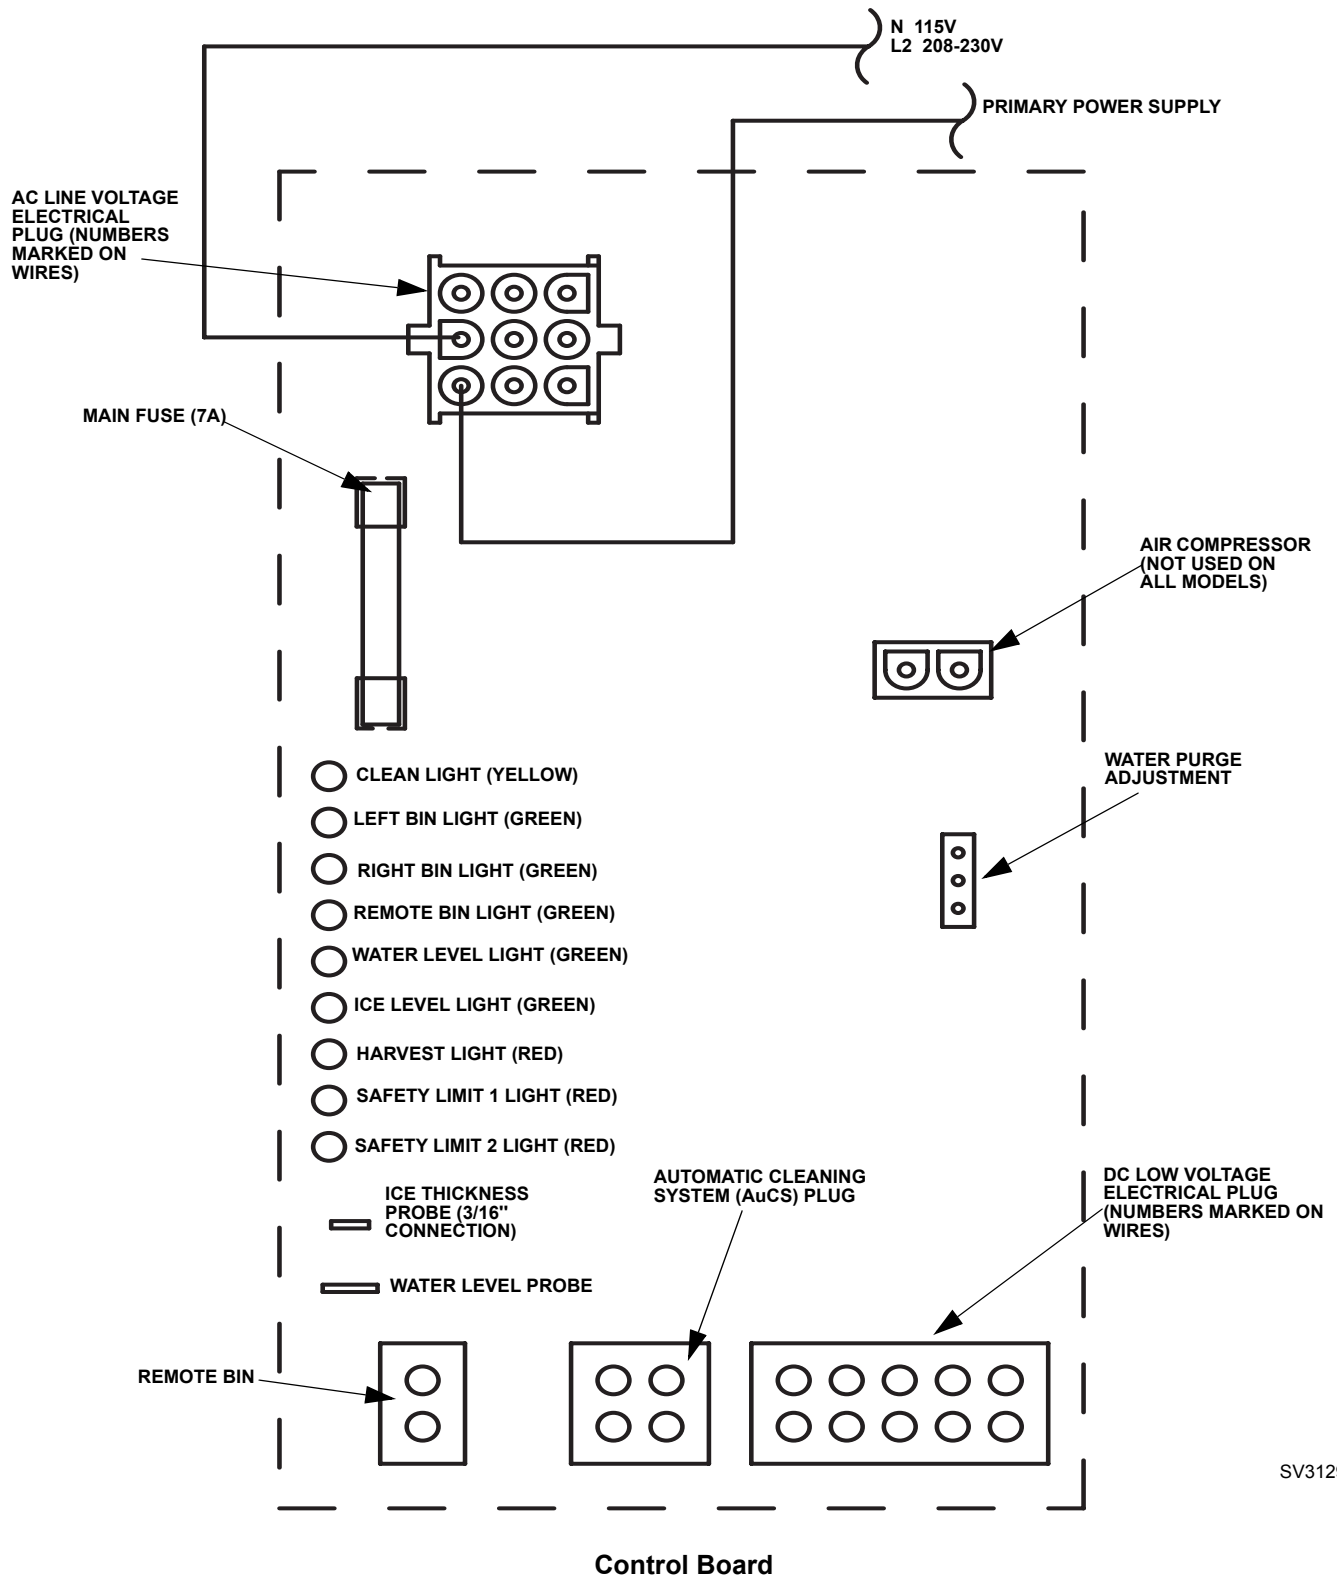 N 115V
L2 208-230V
PRIMARY POWER SUPPLY
AC LINE VOLTAGE
ELECTRICAL
PLUG (NUMBERS
MARKED ON
WIRES)
MAIN FUSE (7A)
AIR COMPRESSOR
(NOT USED ON
ALL MODELS)
WATER PURGE
ADJUSTMENT
CLEAN LIGHT (YELLOW)
LEFT BIN LIGHT (GREEN)
RIGHT BIN LIGHT (GREEN)
REMOTE BIN LIGHT (GREEN)
WATER LEVEL LIGHT (GREEN)
ICE LEVEL LIGHT (GREEN)
HARVEST LIGHT (RED)
SAFETY LIMIT 1 LIGHT (RED)
SAFETY LIMIT 2 LIGHT (RED)
ICE THICKNESS
PROBE (3/16"
CONNECTION)
AUTOMATIC CLEANING
SYSTEM (AuCS) PLUG
DC LOW VOLTAGE
ELECTRICAL PLUG
(NUMBERS MARKED ON
WIRES)
WATER LEVEL PROBE
REMOTE BIN
SV3129
Control Board